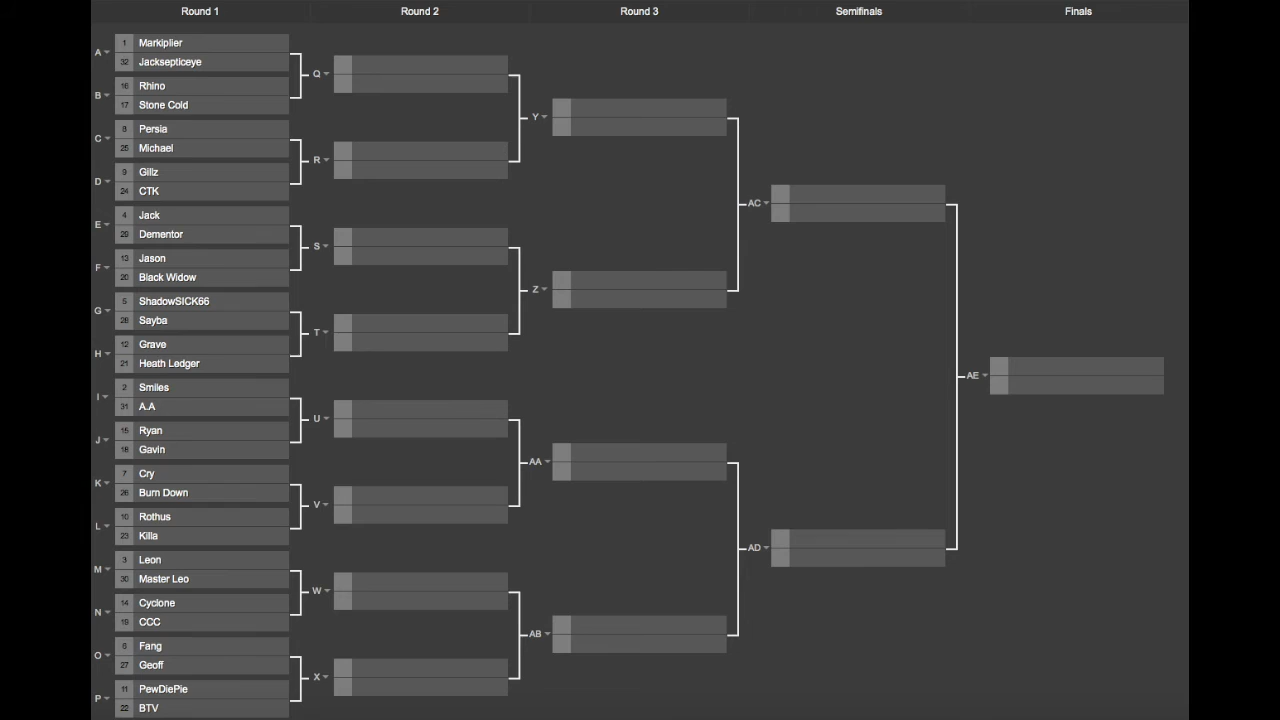 Round 1 Round 2 Round 3 Semifinals Finals
A 1 Markiplier
32 Jacksepticeye
B 16 Rhino
17 Stone Cold
Q
C 8 Persia
25 Michael
D 9 Gillz
24 CTK
R
Y
E 4 Jack
29 Dementor
F 13 Jason
20 Black Widow
S
G 5 ShadowSICK66
28 Sayba
H 12 Grave
21 Heath Ledger
T
Z
AC
I 2 Smiles
31 A.A
J 15 Ryan
18 Gavin
U
K 7 Cry
26 Burn Down
L 10 Rothus
23 Killa
V
AA
M 3 Leon
30 Master Leo
N 14 Cyclone
19 CCC
W
O 6 Fang
27 Geoff
P 11 PewDiePie
22 BTV
X
AB
AD
AE